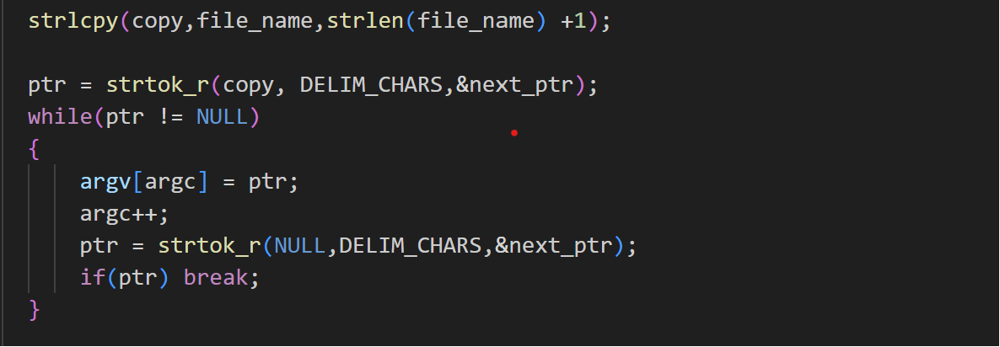 strlcpy(copy,file_name,strlen(file_name) +1);
ptr = strtok_r(copy, DELIM_CHARS,&next_ptr);
while(ptr != NULL)
{
argv[argc] = ptr;
argc++;
ptr = strtok_r(NULL,DELIM_CHARS,&next_ptr);
if(ptr) break;
}